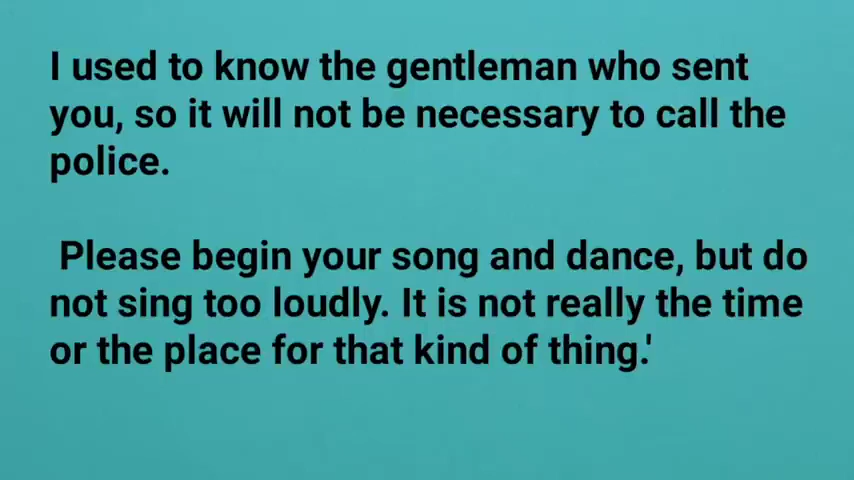 I used to know the gentleman who sent
you, so it will not be necessary to call the
police.
Please begin your song and dance, but do
not sing too loudly. It is not really the time
or the place for that kind of thing.'